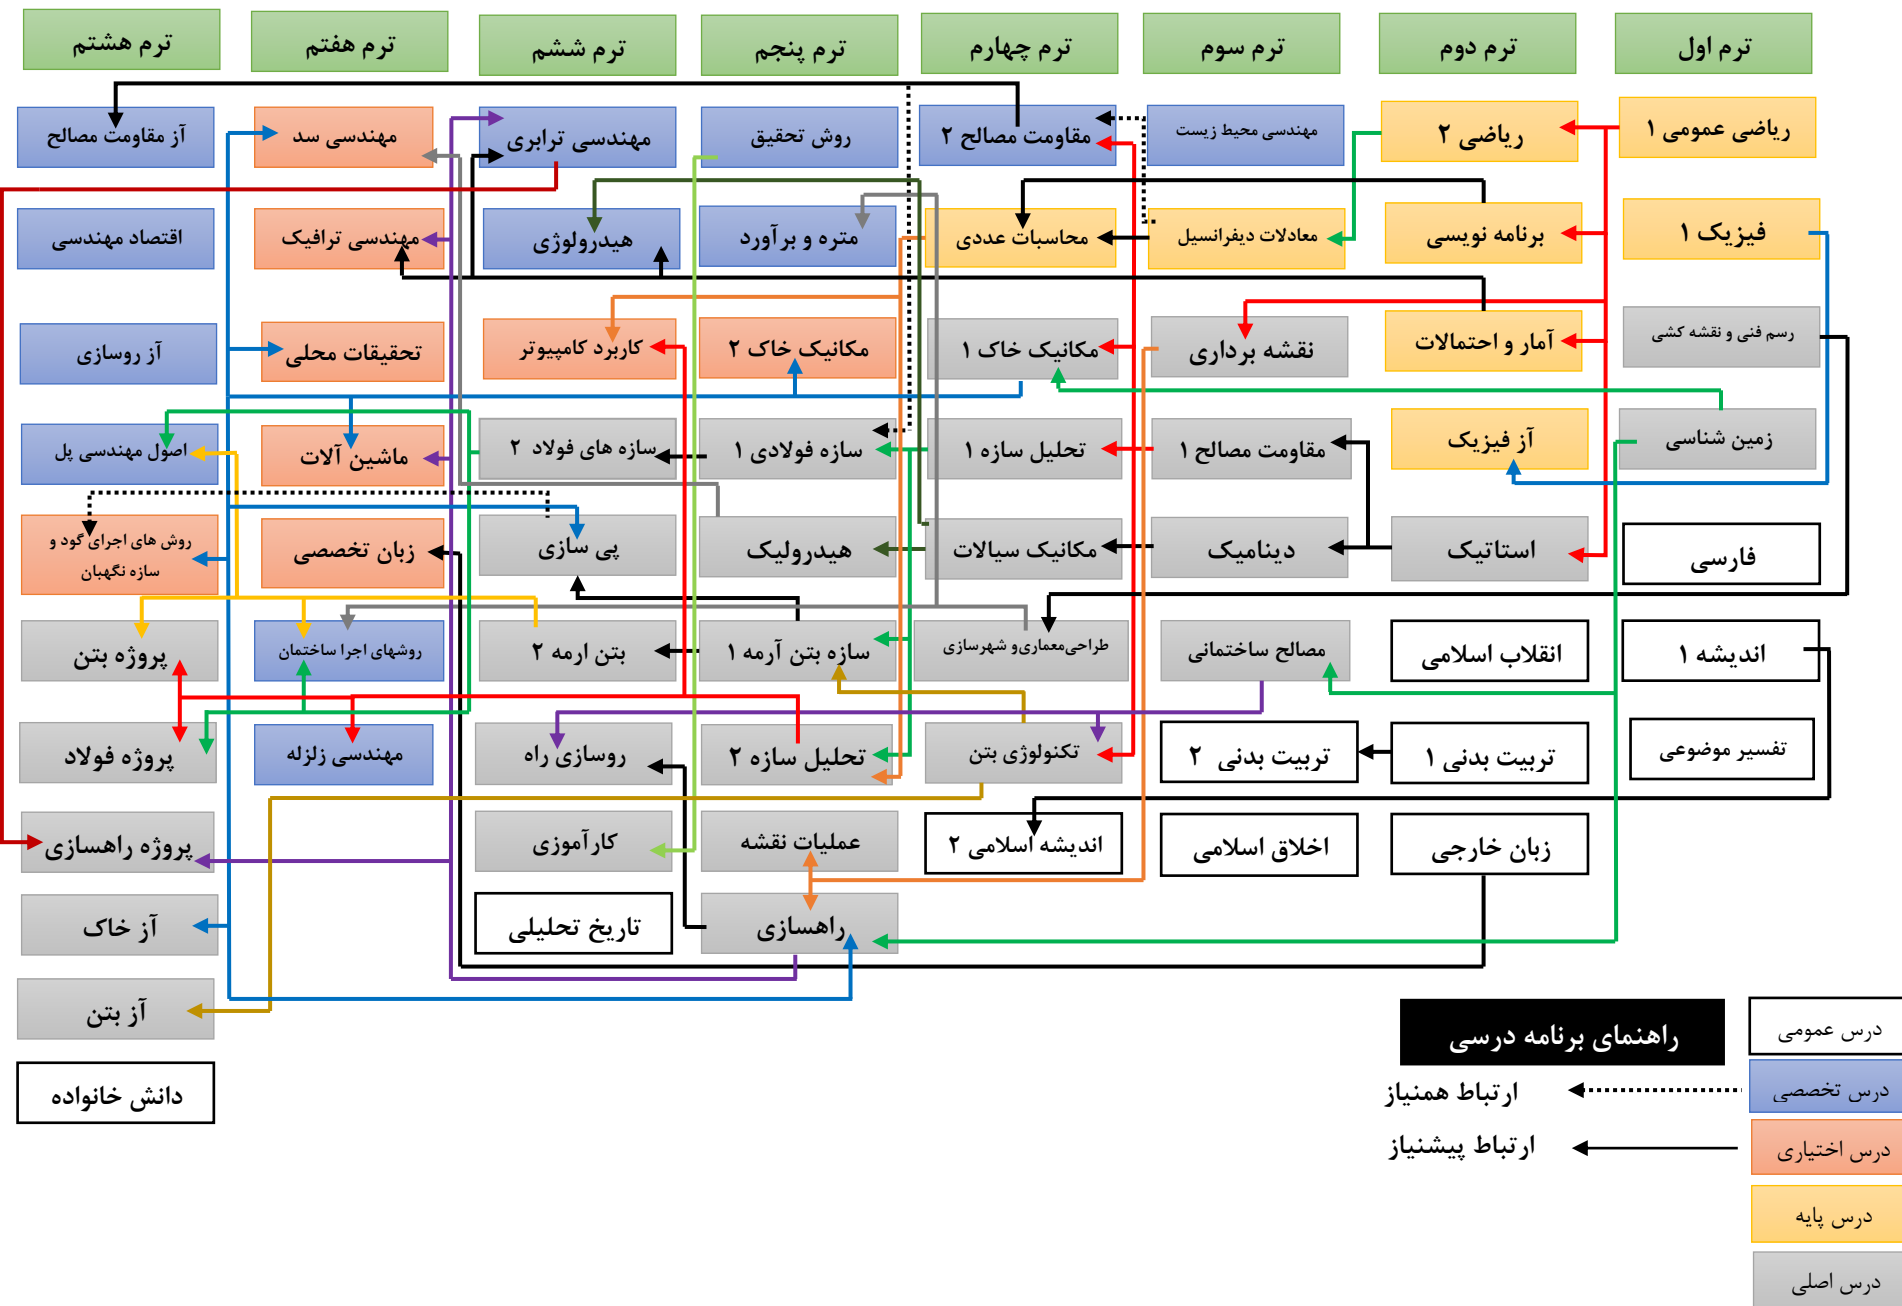 ترم اول
ترم دوم
ترم سوم
ترم چهارم
ترم پنجم
ترم ششم
ترم هفتم
ترم هشتم
ریاضی عمومی ۱
ریاضی ۲
مهندسی محیط زیست
مقاومت مصالح ۲
روش تحقیق
مهندسی ترابری
مهندسی سد
آز مقاومت مصالح
فیزیک ۱
برنامه نویسی
معادلات دیفرانسیل
محاسبات عددی
متره و برآورد
هیدرولوژی
مهندسی ترافیک
اقتصاد مهندسی
رسم فنی و نقشه کشی
آمار و احتمالات
نقشه برداری
مکانیک خاک ۱
مکانیک خاک ۲
کاربرد کامپیوتر
تحقیقات محلی
آز روسازی
زمین شناسی
آز فیزیک
مقاومت مصالح ۱
تحلیل سازه ۱
سازه فولادی ۱
سازه های فولاد ۲
ماشین آلات
اصول مهندسی پل
فارسی
استاتیک
دینامیک
مکانیک سیالات
هیدرولیک
پی سازی
زبان تخصصی
روش های اجرای گود و
سازه نگهبان
اندیشه ۱
انقلاب اسلامی
مصالح ساختمانی
طراحی‌معماری‌و شهرسازی
سازه بتن آرمه ۱
بتن ارمه ۲
روشهای اجرا ساختمان
پروژه بتن
تفسیر موضوعی
تربیت بدنی ۱
تربیت بدنی ۲
تکنولوژی بتن
تحلیل سازه ۲
روسازی راه
مهندسی زلزله
پروژه فولاد
زبان خارجی
اخلاق اسلامی
اندیشه اسلامی ۲
عملیات نقشه
کارآموزی
پروژه راهسازی
راهسازی
تاریخ تحلیلی
آز خاک
آز بتن
دانش خانواده
راهنمای برنامه درسی
درس عمومی
ارتباط همنیاز
درس تخصصی
ارتباط پیشنیاز
درس اختیاری
درس پایه
درس اصلی